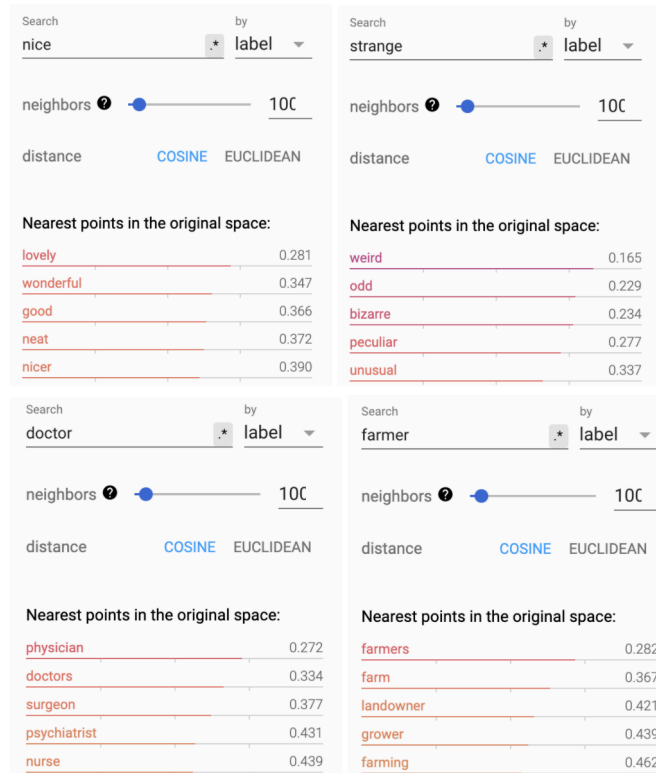 Search by
nice .* label
neighbors ? 100
distance COSINE EUCLIDEAN
Nearest points in the original space:
lovely 0.281
wonderful 0.347
good 0.366
neat 0.372
nicer 0.390
Search by
strange .* label
neighbors ? 100
distance COSINE EUCLIDEAN
Nearest points in the original space:
weird 0.165
odd 0.229
bizarre 0.234
peculiar 0.277
unusual 0.337
Search by
doctor .* label
neighbors ? 100
distance COSINE EUCLIDEAN
Nearest points in the original space:
physician 0.272
doctors 0.334
surgeon 0.377
psychiatrist 0.431
nurse 0.439
Search by
farmer .* label
neighbors ? 100
distance COSINE EUCLIDEAN
Nearest points in the original space:
farmers 0.282
farm 0.367
landowner 0.421
grower 0.439
farming 0.462